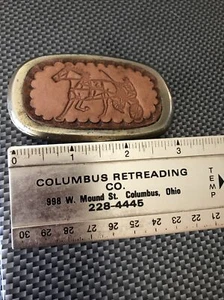 0 1 2 3
COLUMBUS RETREADING
CO.
998 W. Mound St. Columbus, Ohio
228-4445
TEMP
30 29 28 27 26 25 24 23 22 21